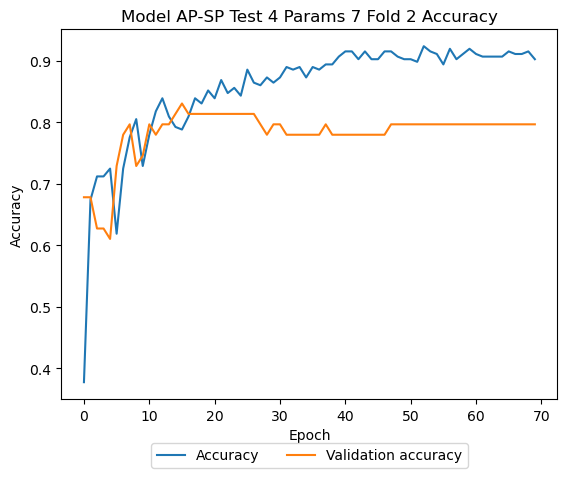 Model AP-SP Test 4 Params 7 Fold 2 Accuracy
0.9
0.8
0.7
0.6
0.5
0.4
Accuracy
0 10 20 30 40 50 60 70
Epoch
Accuracy Validation accuracy